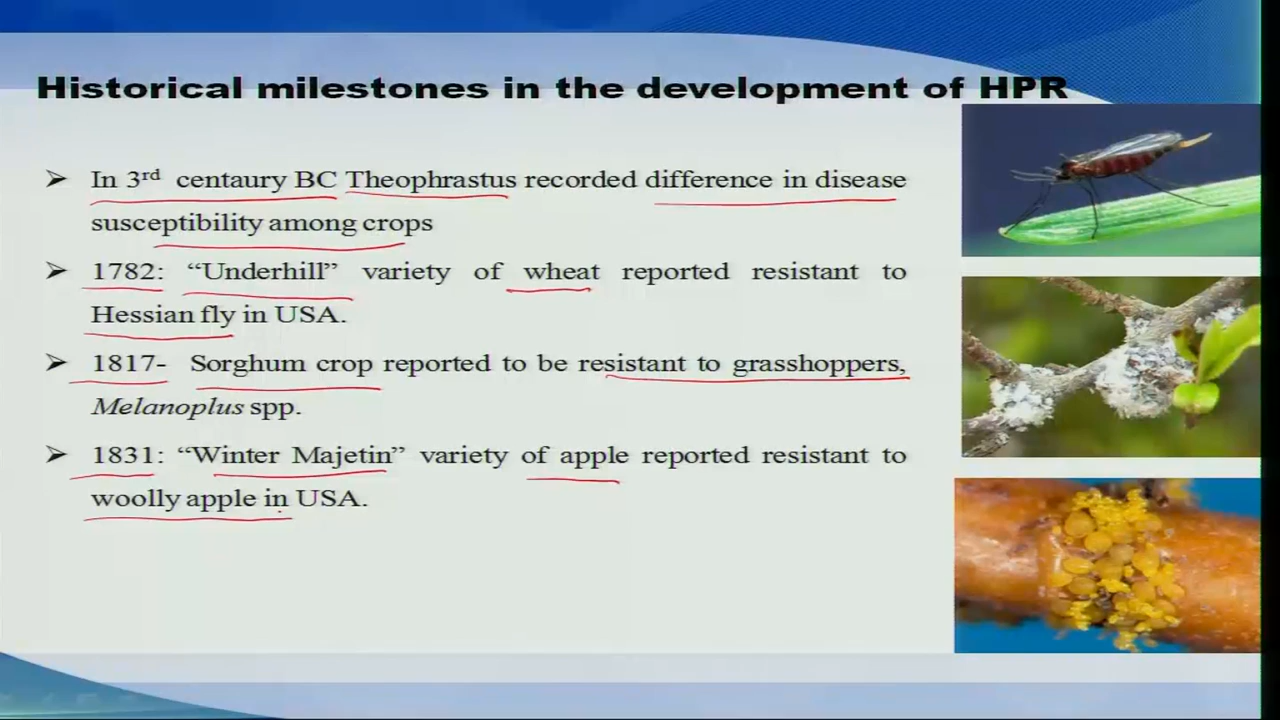 Historical milestones in the development of HPR
➢ In 3rd centaury BC Theophrastus recorded difference in disease
susceptibility among crops
➢ 1782: “Underhill” variety of wheat reported resistant to
Hessian fly in USA.
➢ 1817- Sorghum crop reported to be resistant to grasshoppers,
Melanoplus spp.
➢ 1831: “Winter Majetin” variety of apple reported resistant to
woolly apple in USA.